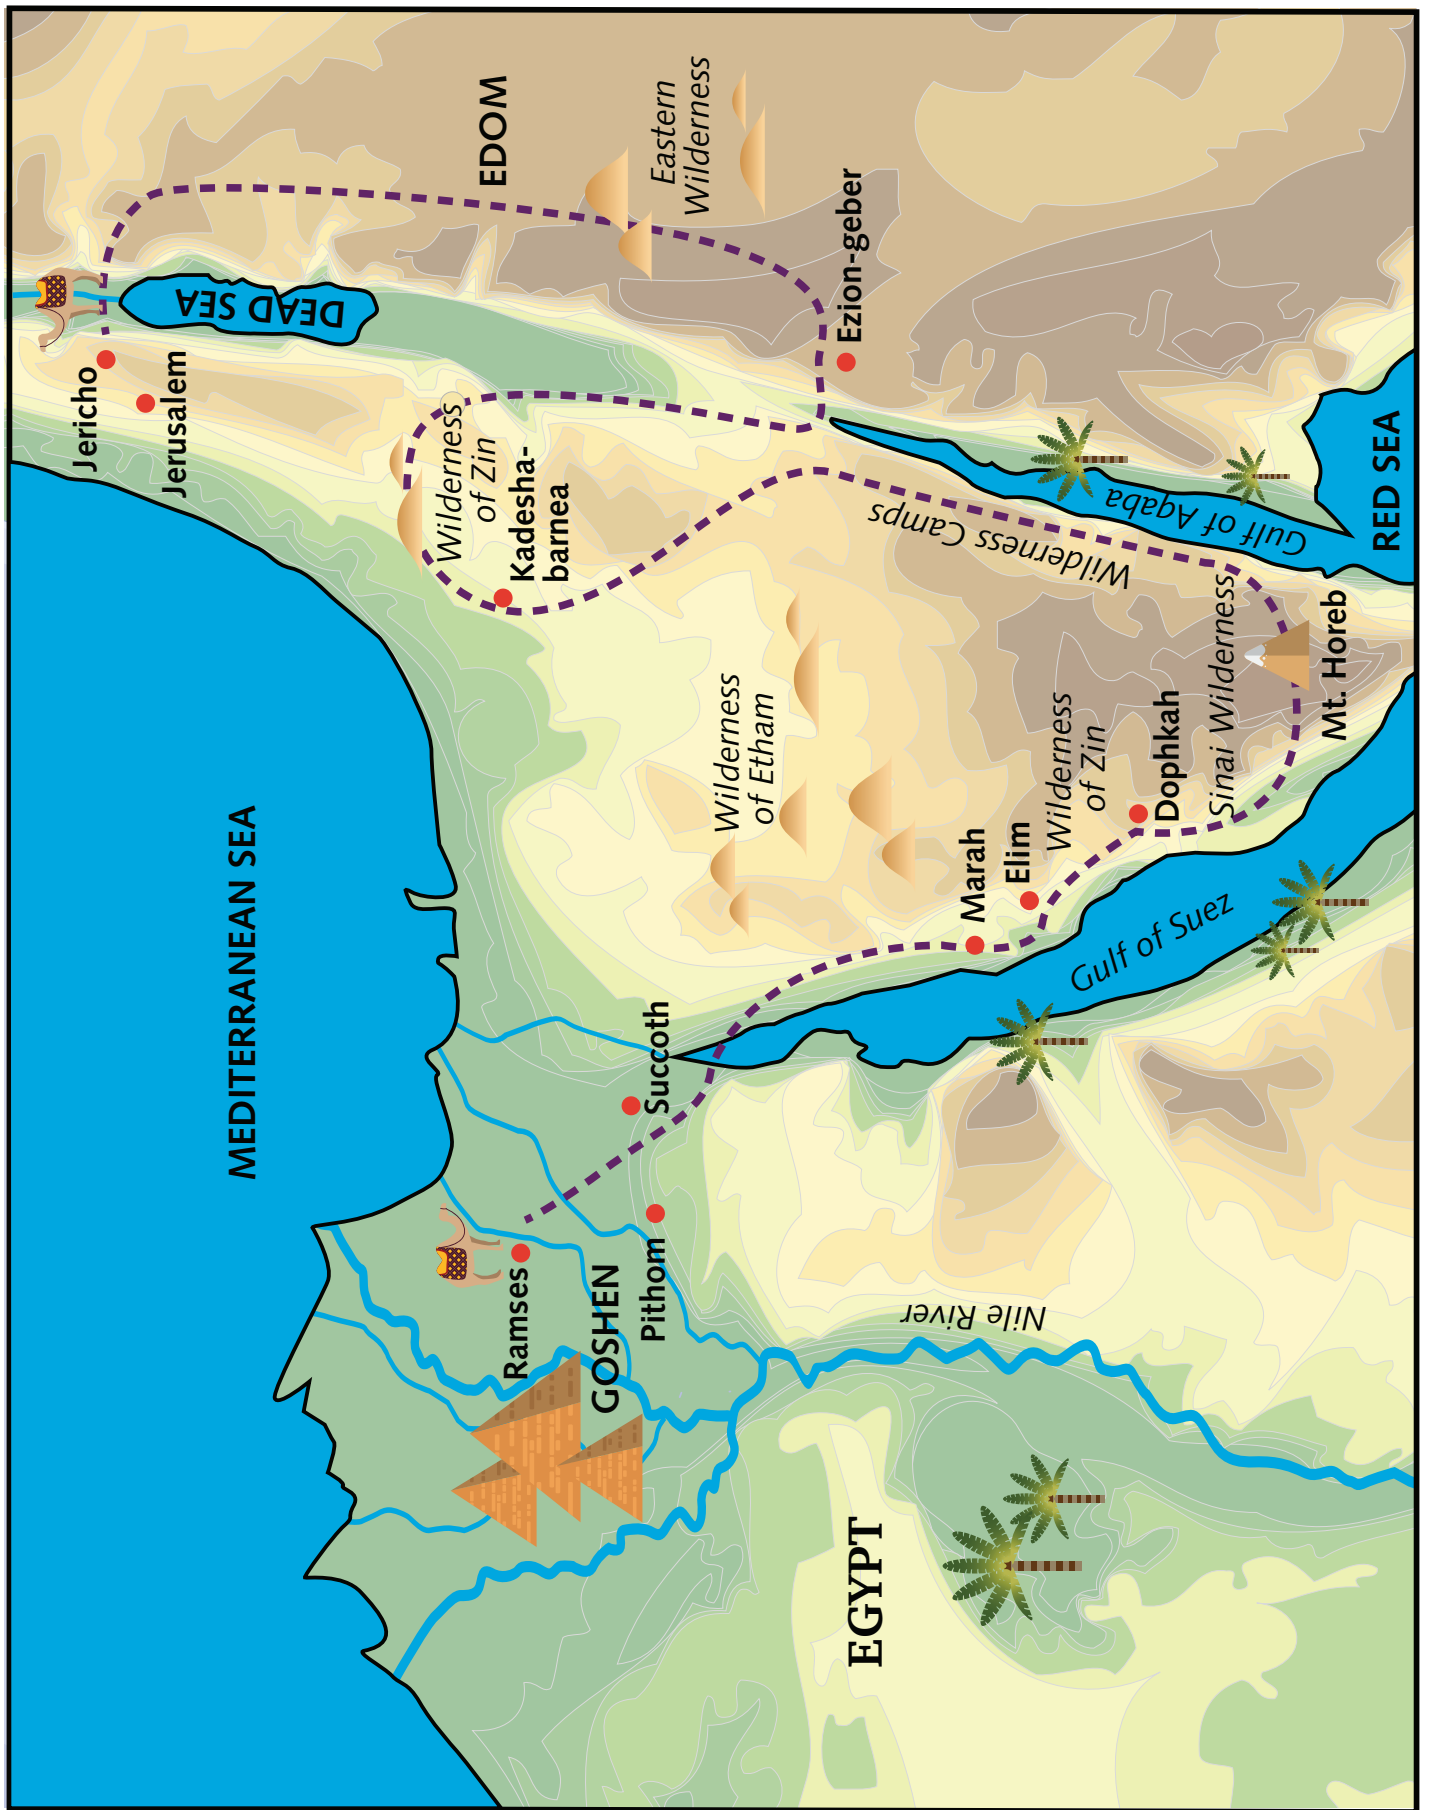 MEDITERRANEAN SEA
Jericho
Jerusalem
DEAD SEA
EDOM
Eastern
Wilderness
Wilderness
of Zin
Kadesha-
barnea
Ezion-geber
Wilderness Camps
Gulf of Aqaba
RED SEA
Wilderness
of Etham
Ramses
GOSHEN
Pithom
Succoth
Marah
Elim
Wilderness
of Zin
Dophkah
Sinai Wilderness
Mt. Horeb
Gulf of Suez
Nile River
EGYPT